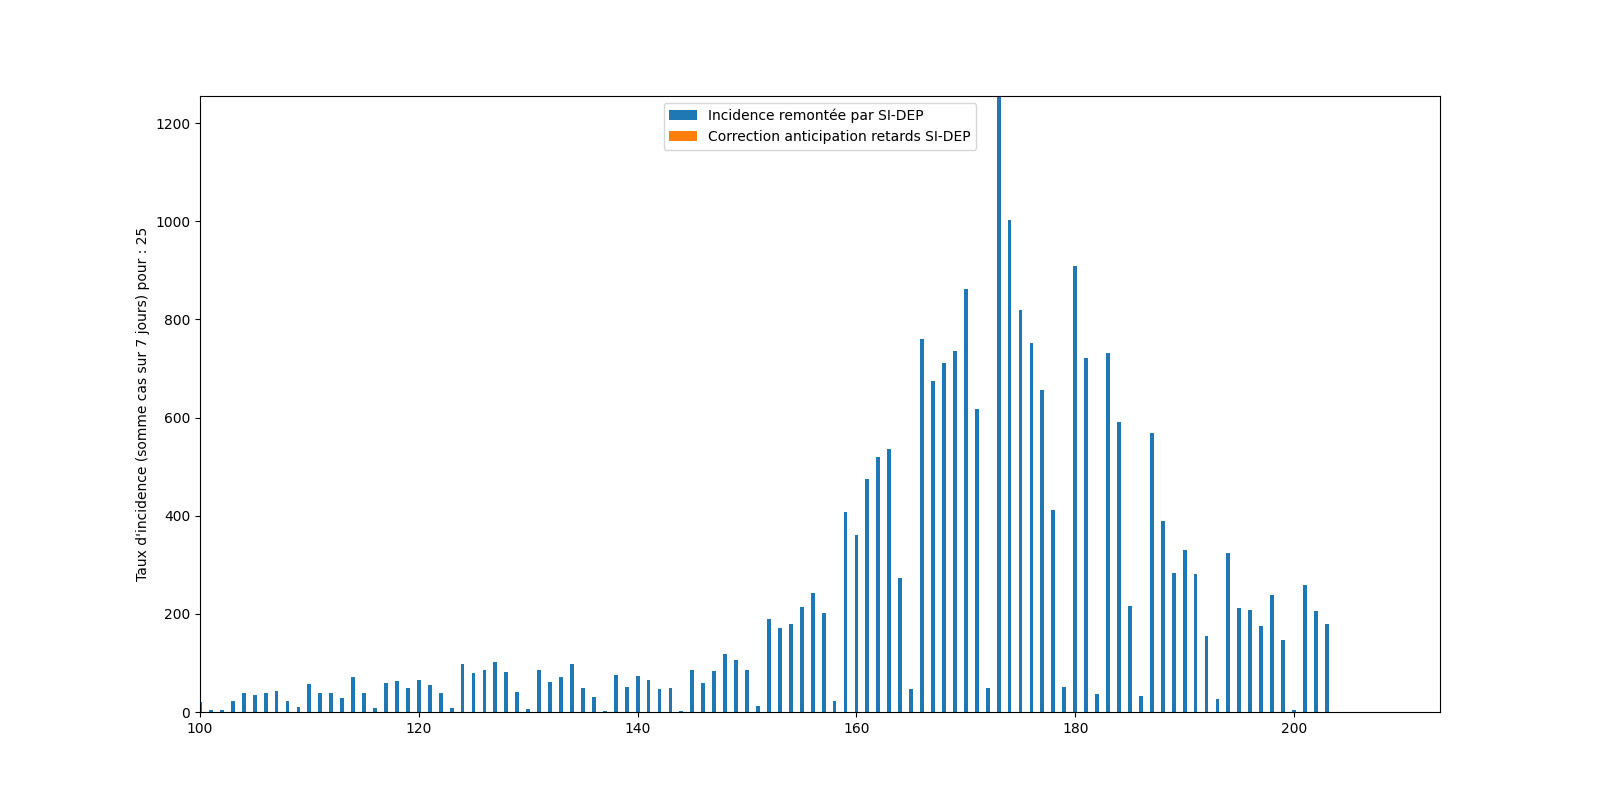 Incidence remontée par SI-DEP
Correction anticipation retards SI-DEP
Taux d'incidence (somme cas sur 7 jours) pour : 25
1200
1000
800
600
400
200
0
100 120 140 160 180 200